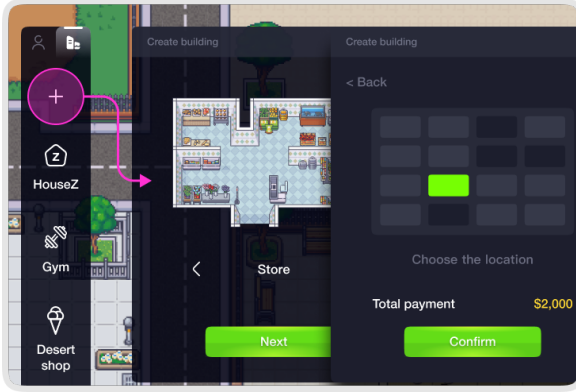 Create building
Create building
< Back
Z
HouseZ
Gym
Desert
shop
Store
Next
Choose the location
Total payment
$2,000
Confirm